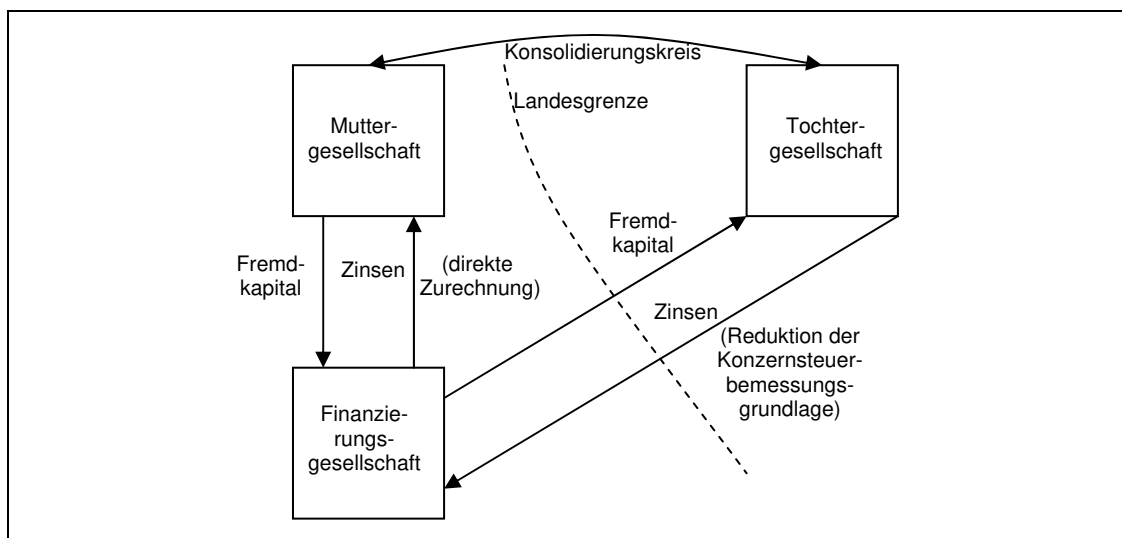 Konsolidierungskreis
Landesgrenze
Mutter-
gesellschaft
Tochter-
gesellschaft
Fremd-
kapital
Zinsen
(direkte
Zurechnung)
Fremd-
kapital
Zinsen
(Reduktion der
Konzernsteuer-
bemessungs-
grundlage)
Finanzie-
rungs-
gesellschaft